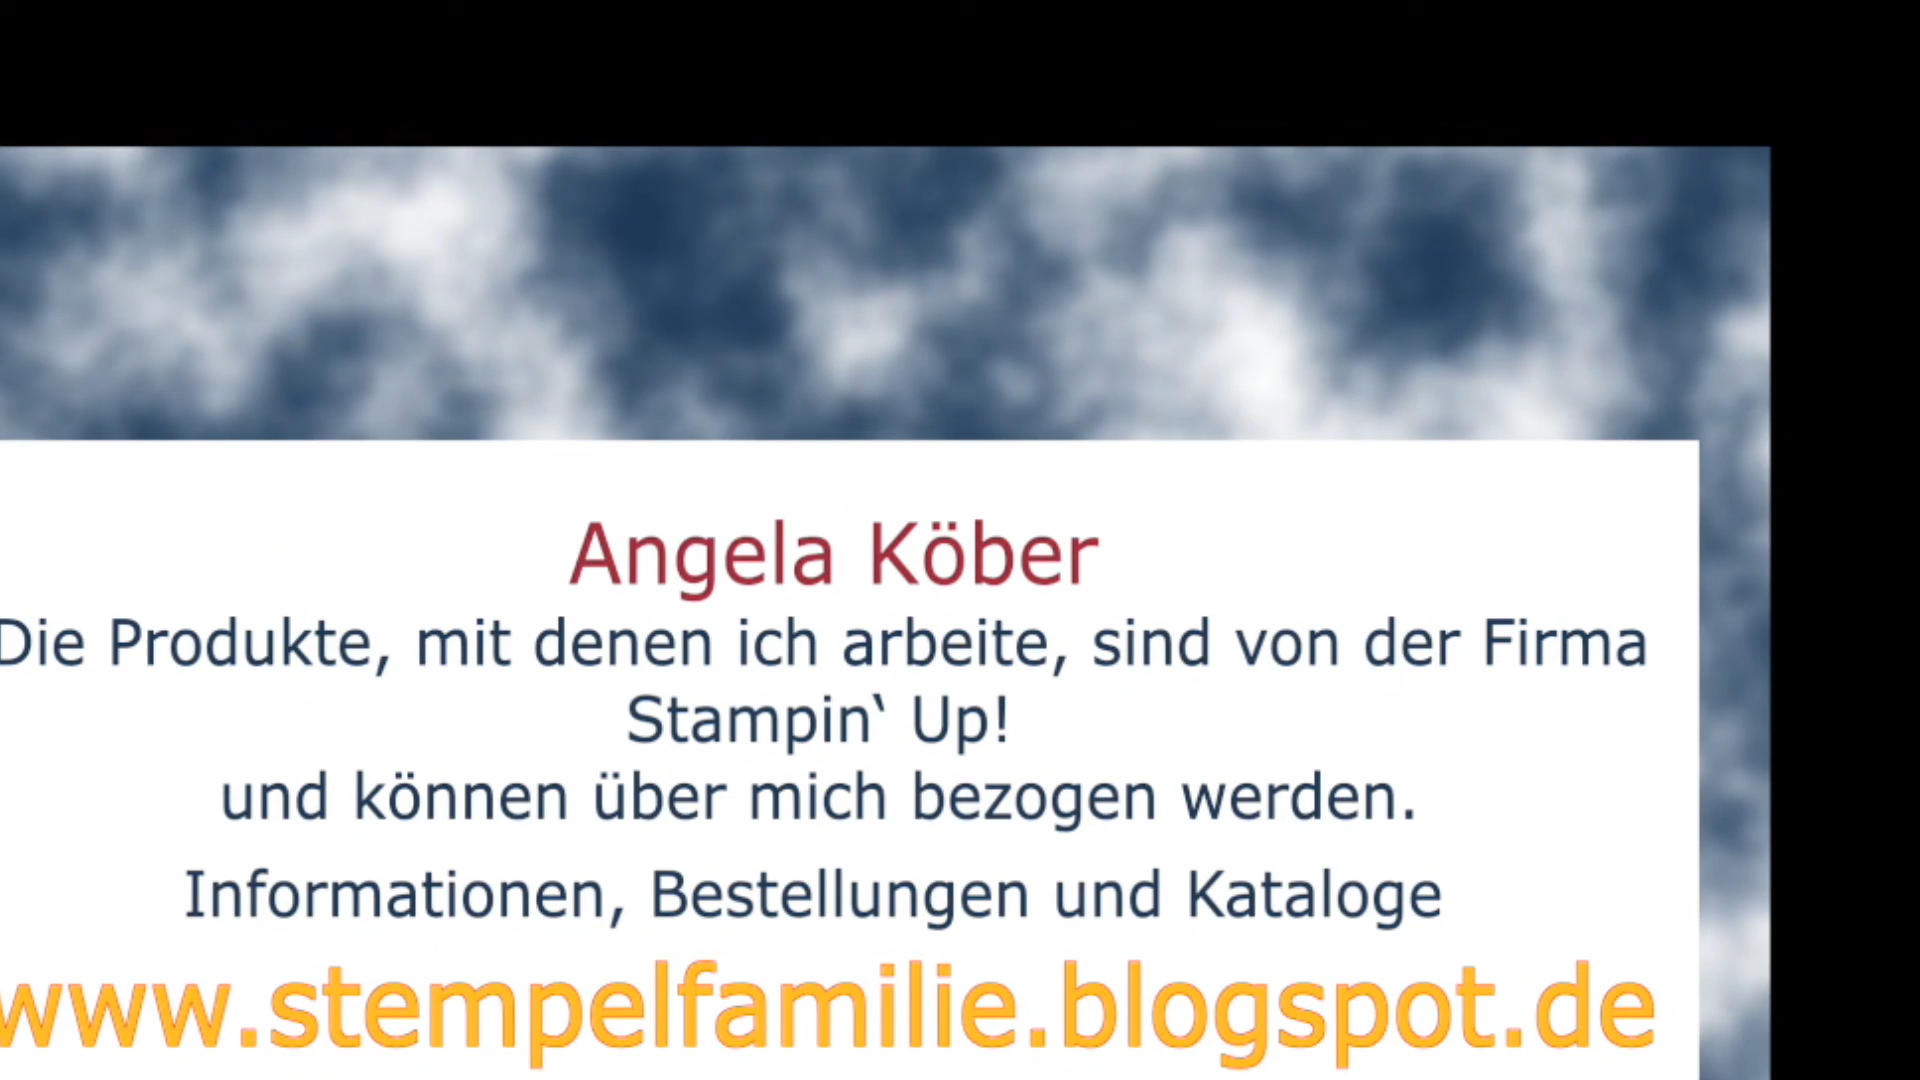 Angela Köber
Die Produkte, mit denen ich arbeite, sind von der Firma
Stampin‘ Up!
und können über mich bezogen werden.
Informationen, Bestellungen und Kataloge
www.stempelfamilie.blogspot.de